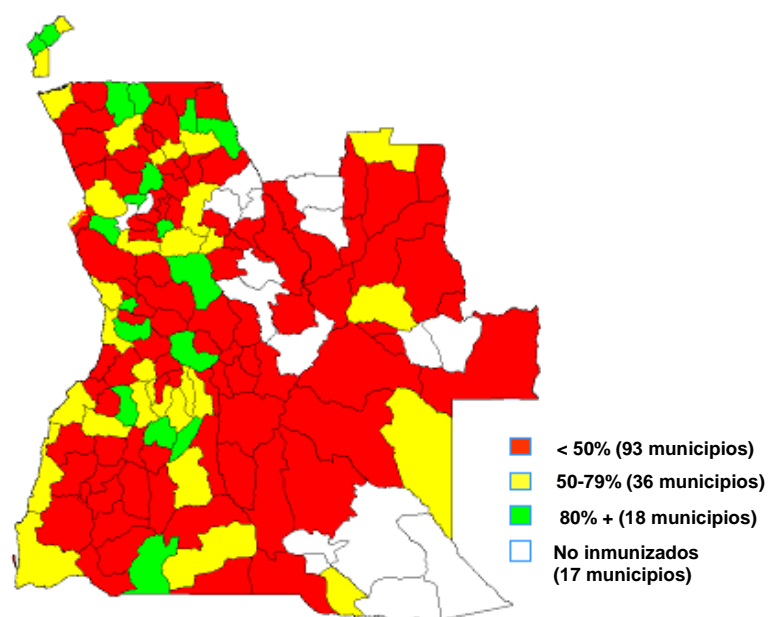 < 50% (93 municipios)
50-79% (36 municipios)
80% + (18 municipios)
No inmunizados
(17 municipios)